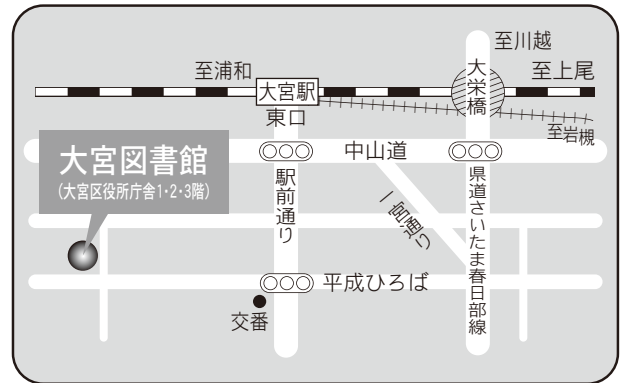 至川越
至浦和
大宮駅
東口
大栄橋
至上尾
至岩槻
大宮図書館
(大宮区役所庁舎1・2・3階)
中山道
駅前通り
一宮通り
県道さいたま春日部線
平成ひろば
交番